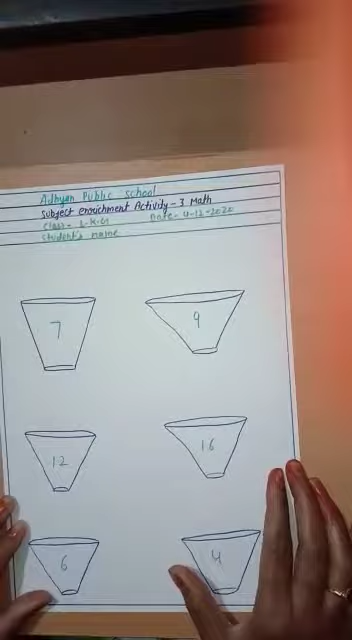 Adhyan Public school
Subject enrichment Activity - 3 Math
Class - L.K.G Date - 4-12-2020
Student's name
7 9
12 16
6 4